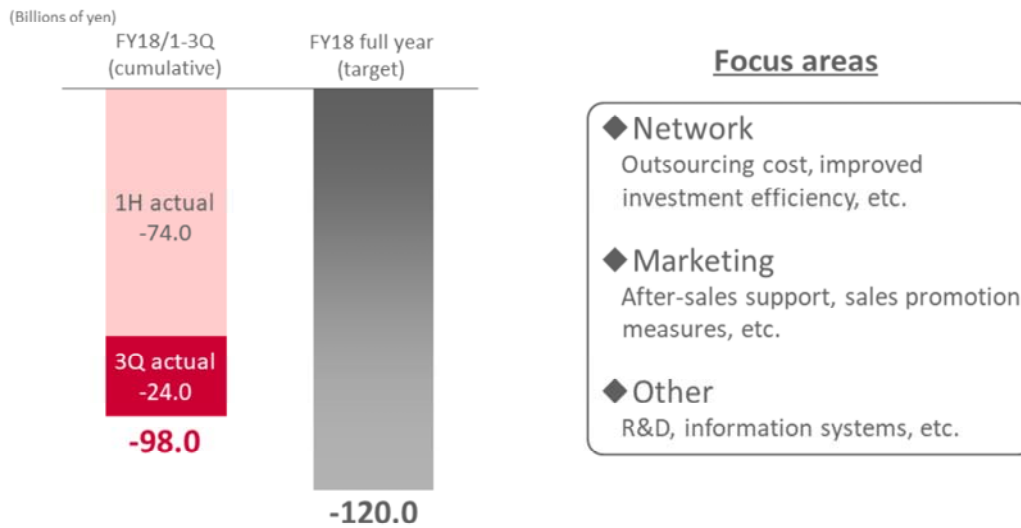 (Billions of yen)
FY18/1-3Q
(cumulative)
FY18 full year
(target)
1H actual
-74.0
3Q actual
-24.0
-98.0
-120.0
Focus areas
◆Network
Outsourcing cost, improved
investment efficiency, etc.
◆Marketing
After-sales support, sales promotion
measures, etc.
◆Other
R&D, information systems, etc.